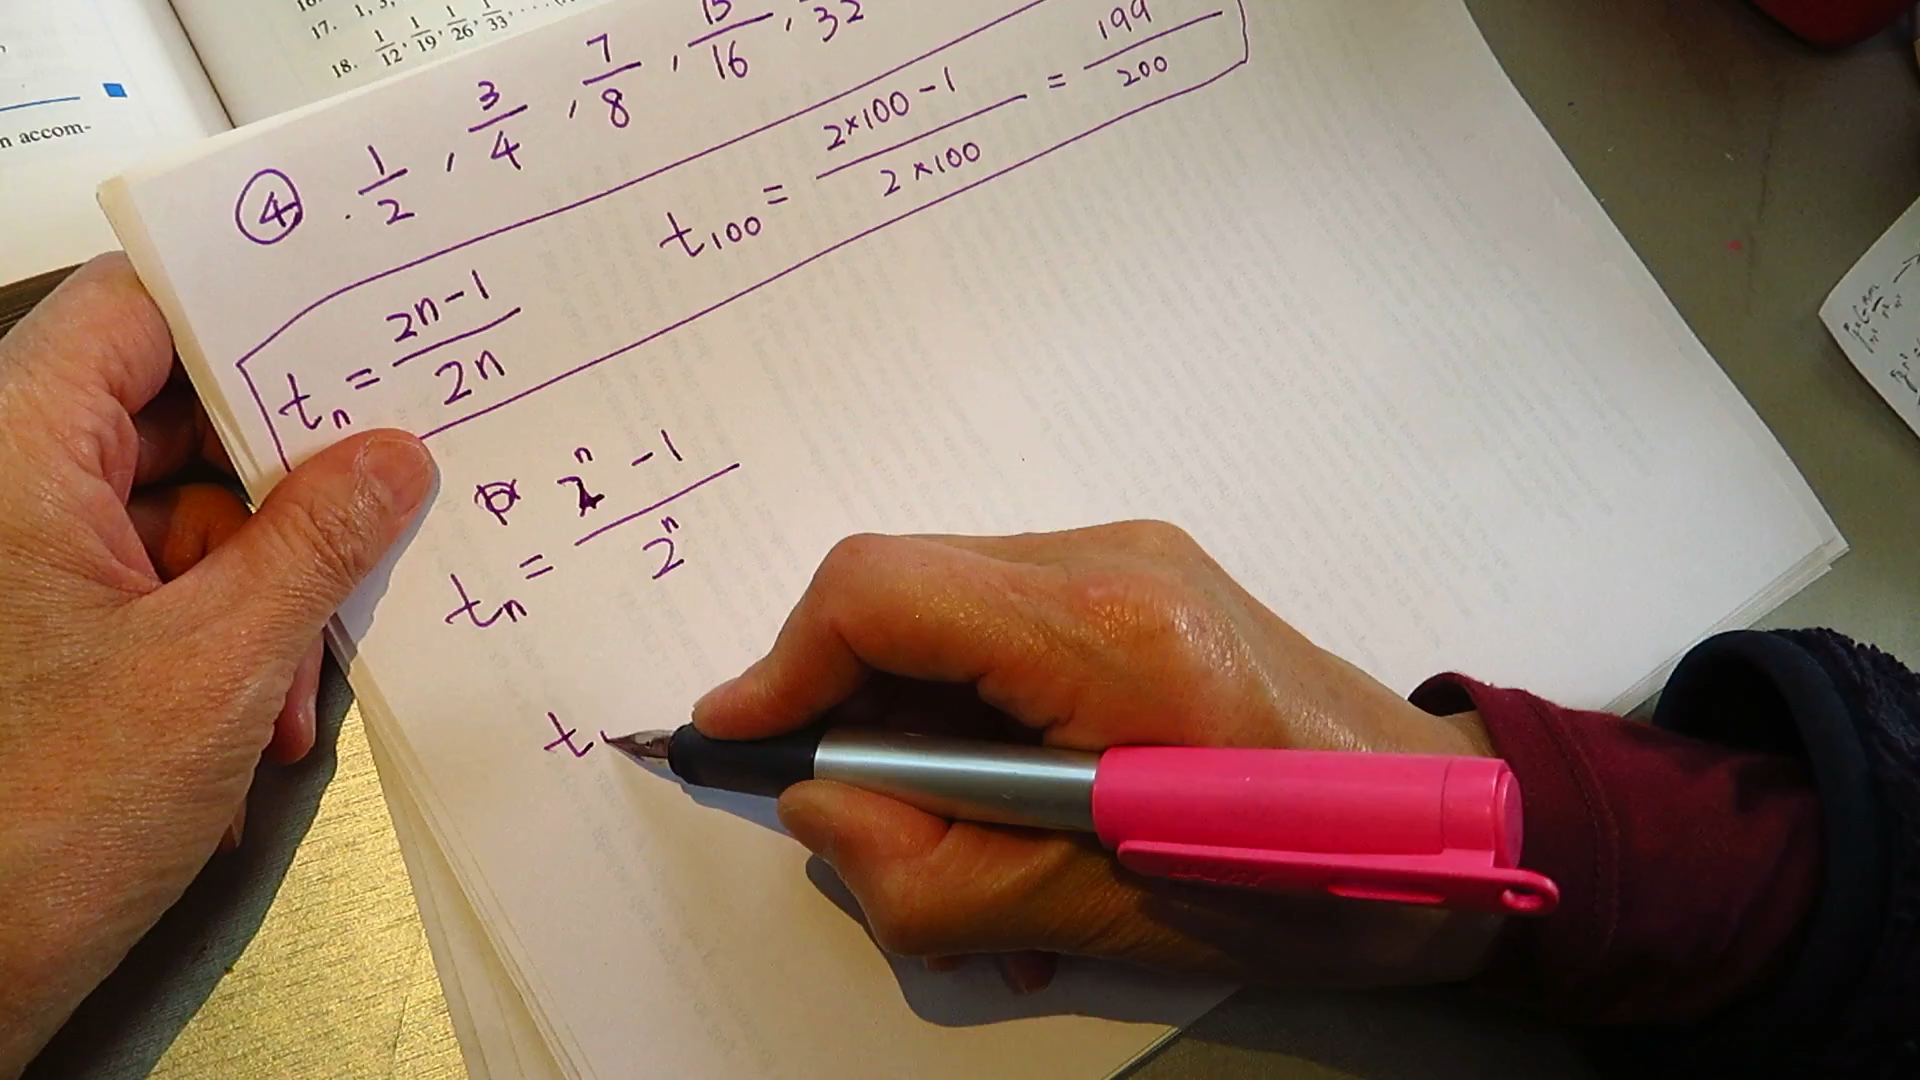 17. 1, 3,
18. 1/12, 1/19, 1/26, 1/33, . . .
n accom-
④ 1/2, 3/4, 7/8, 15/16, /32
t₁₀₀ = (2×100-1)/(2×100) = 199/200
tₙ = (2n-1)/(2n)
tₙ = (2ⁿ-1)/(2ⁿ)
t